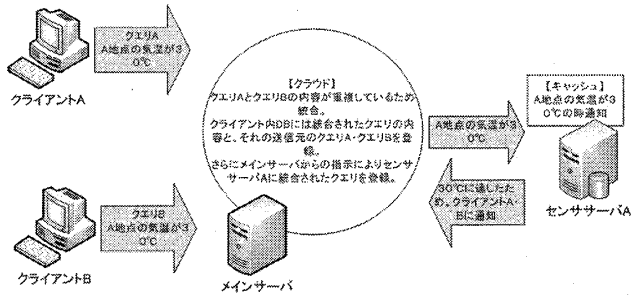 クエリA
A地点の気温が3
0℃
クライアントA
【クラウド】
クエリAとクエリBの内容が重複しているため
統合。
クライアント内DBには統合されたクエリの内
容と、それの送信元のクエリA・クエリBを登
録。
さらにメインサーバからの指示によりセンサ
サーバAに統合されたクエリを登録。
A地点の気温が3
0℃
【キャッシュ】
A地点の気温が3
0℃の時通知
30℃に達したた
め、クライアントA・
Bに通知
センササーバA
クエリB
A地点の気温が3
0℃
クライアントB
メインサーバ